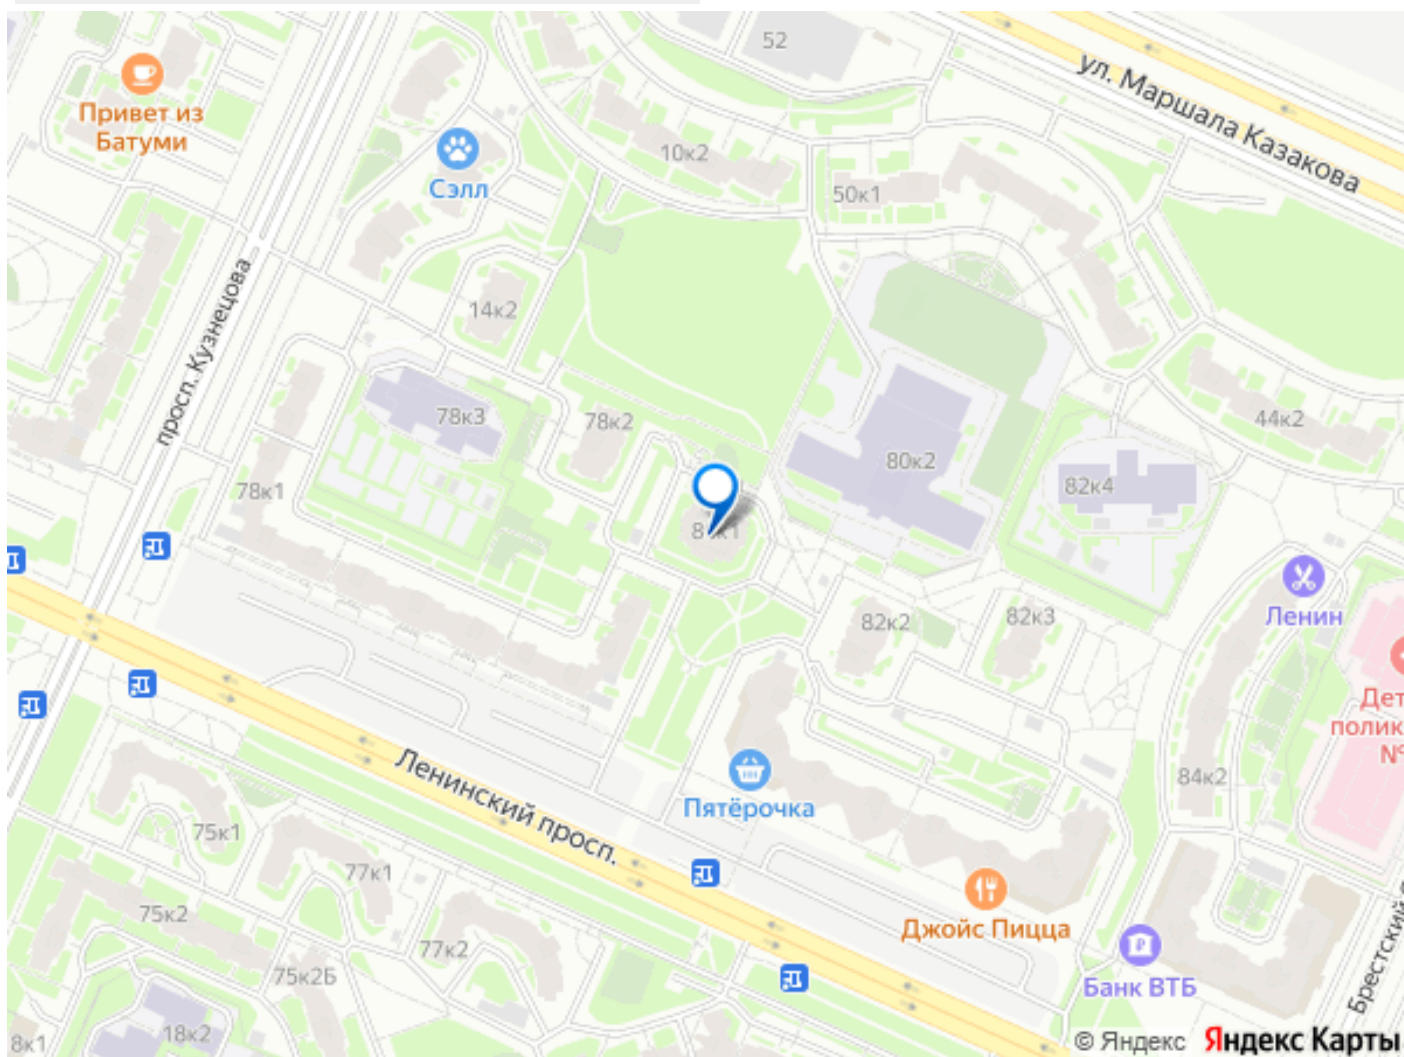 52
ул. Маршала Казакова
Привет из
Батуми
10к2
Сэлл
50к1
14к2
просп. Кузнецова
78к3
78к2
44к2
80к2
82к4
78к1
82к2
82к3
Ленин
Ленинский просп.
Пятёрочка
84к2
75к1
77к1
75к2
77к2
Джойс Пицца
75к2Б
Банк ВТБ
18к2
8к1
© Яндекс Яндекс Карты